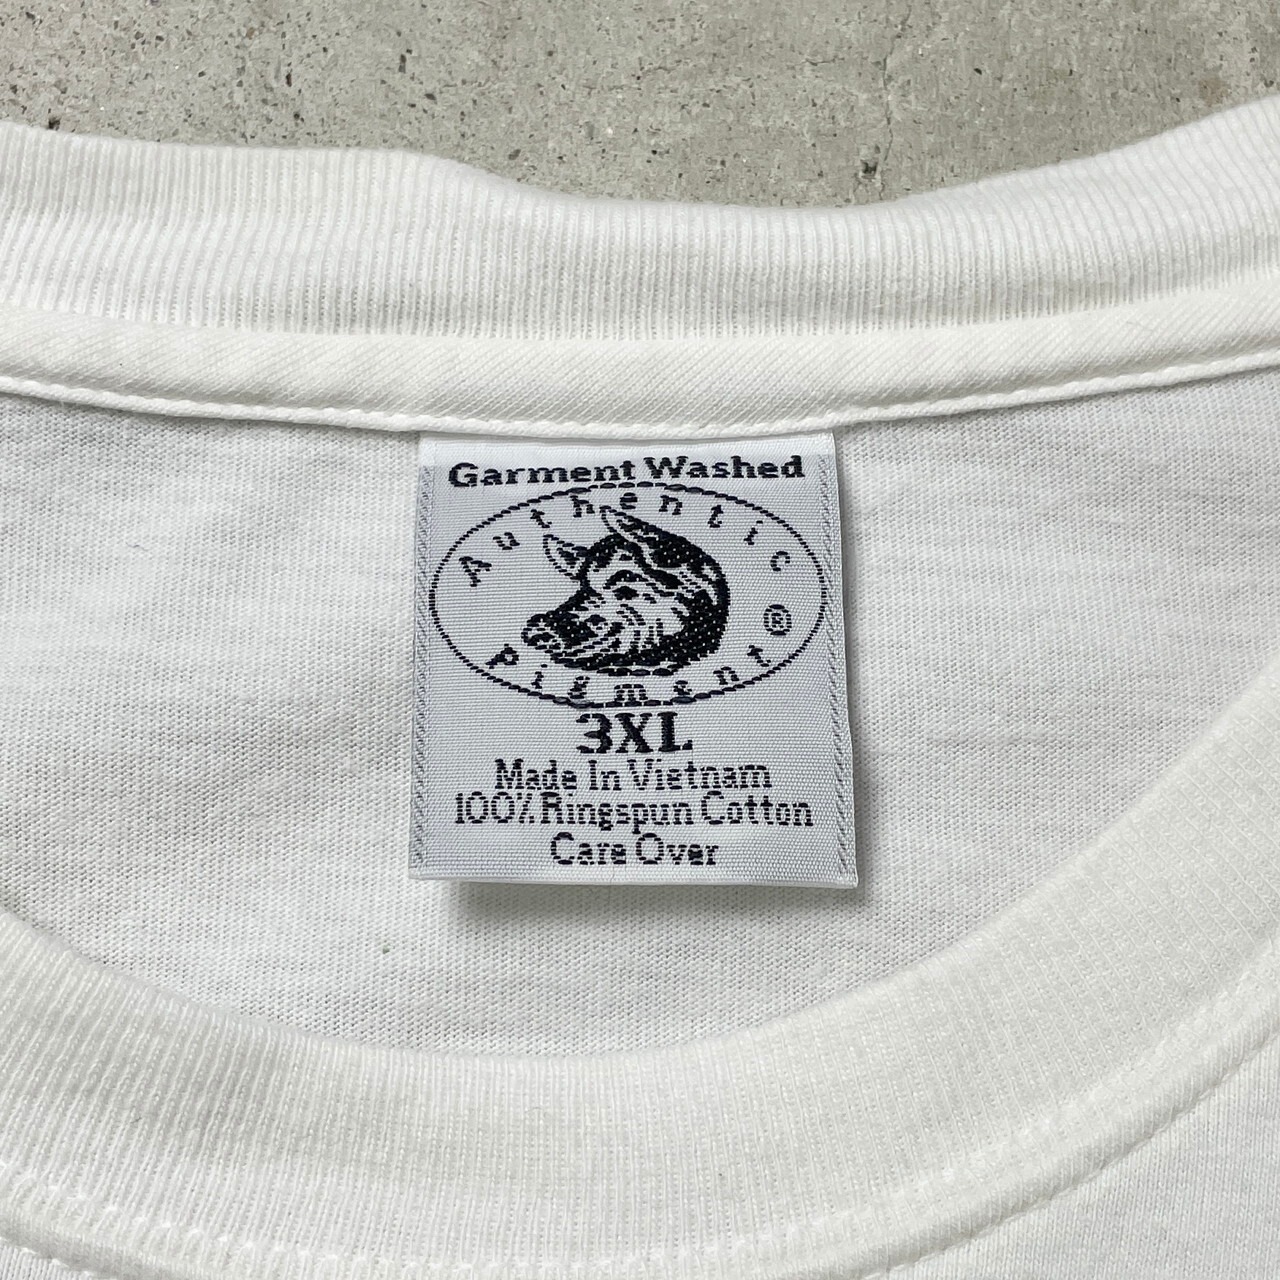 Garment Washed
Authentic
Pigment®
3XL
Made In Vietnam
100% Ringspun Cotton
Care Over